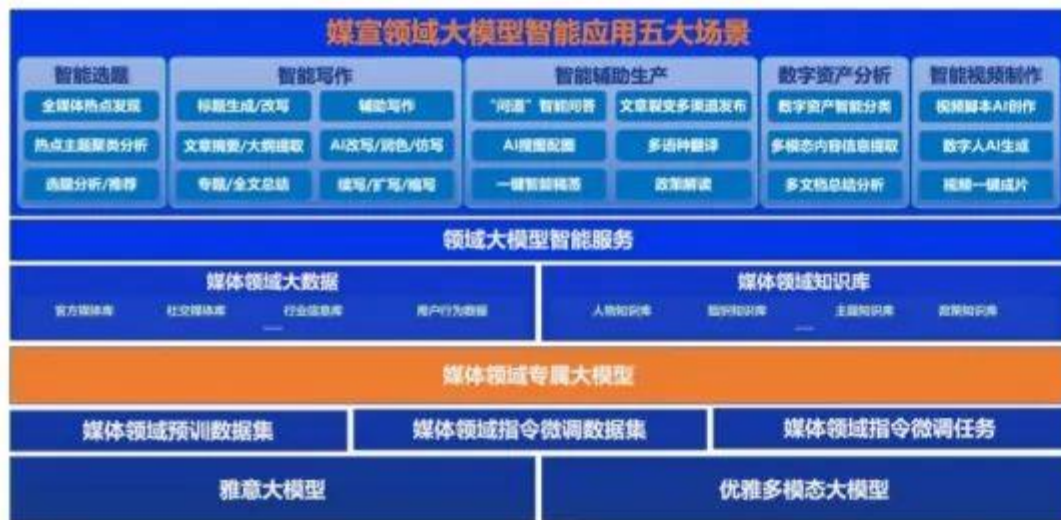 媒宣领域大模型智能应用五大场景
智能选题
全媒体热点发现
热点主题聚类分析
选题分析/推荐
智能写作
标题生成/改写
辅助写作
文章摘要/大纲提取
AI改写/润色/仿写
专题/全文总结
续写/扩写/缩写
智能辅助生产
“问道”智能问答
文章裂变多渠道发布
AI搜图配图
多语种翻译
一键智能稿签
政策解读
数字资产分析
数字资产智能分类
多模态内容信息提取
多文档总结分析
智能视频制作
视频脚本AI创作
数字人AI生成
视频一键成片
领域大模型智能服务
媒体领域大数据
官方媒体库
社交媒体库
行业信息库
用户行为数据
媒体领域知识库
人物知识库
组织知识库
主题知识库
政策知识库
媒体领域专属大模型
媒体领域预训数据集
媒体领域指令微调数据集
媒体领域指令微调任务
雅意大模型
优雅多模态大模型